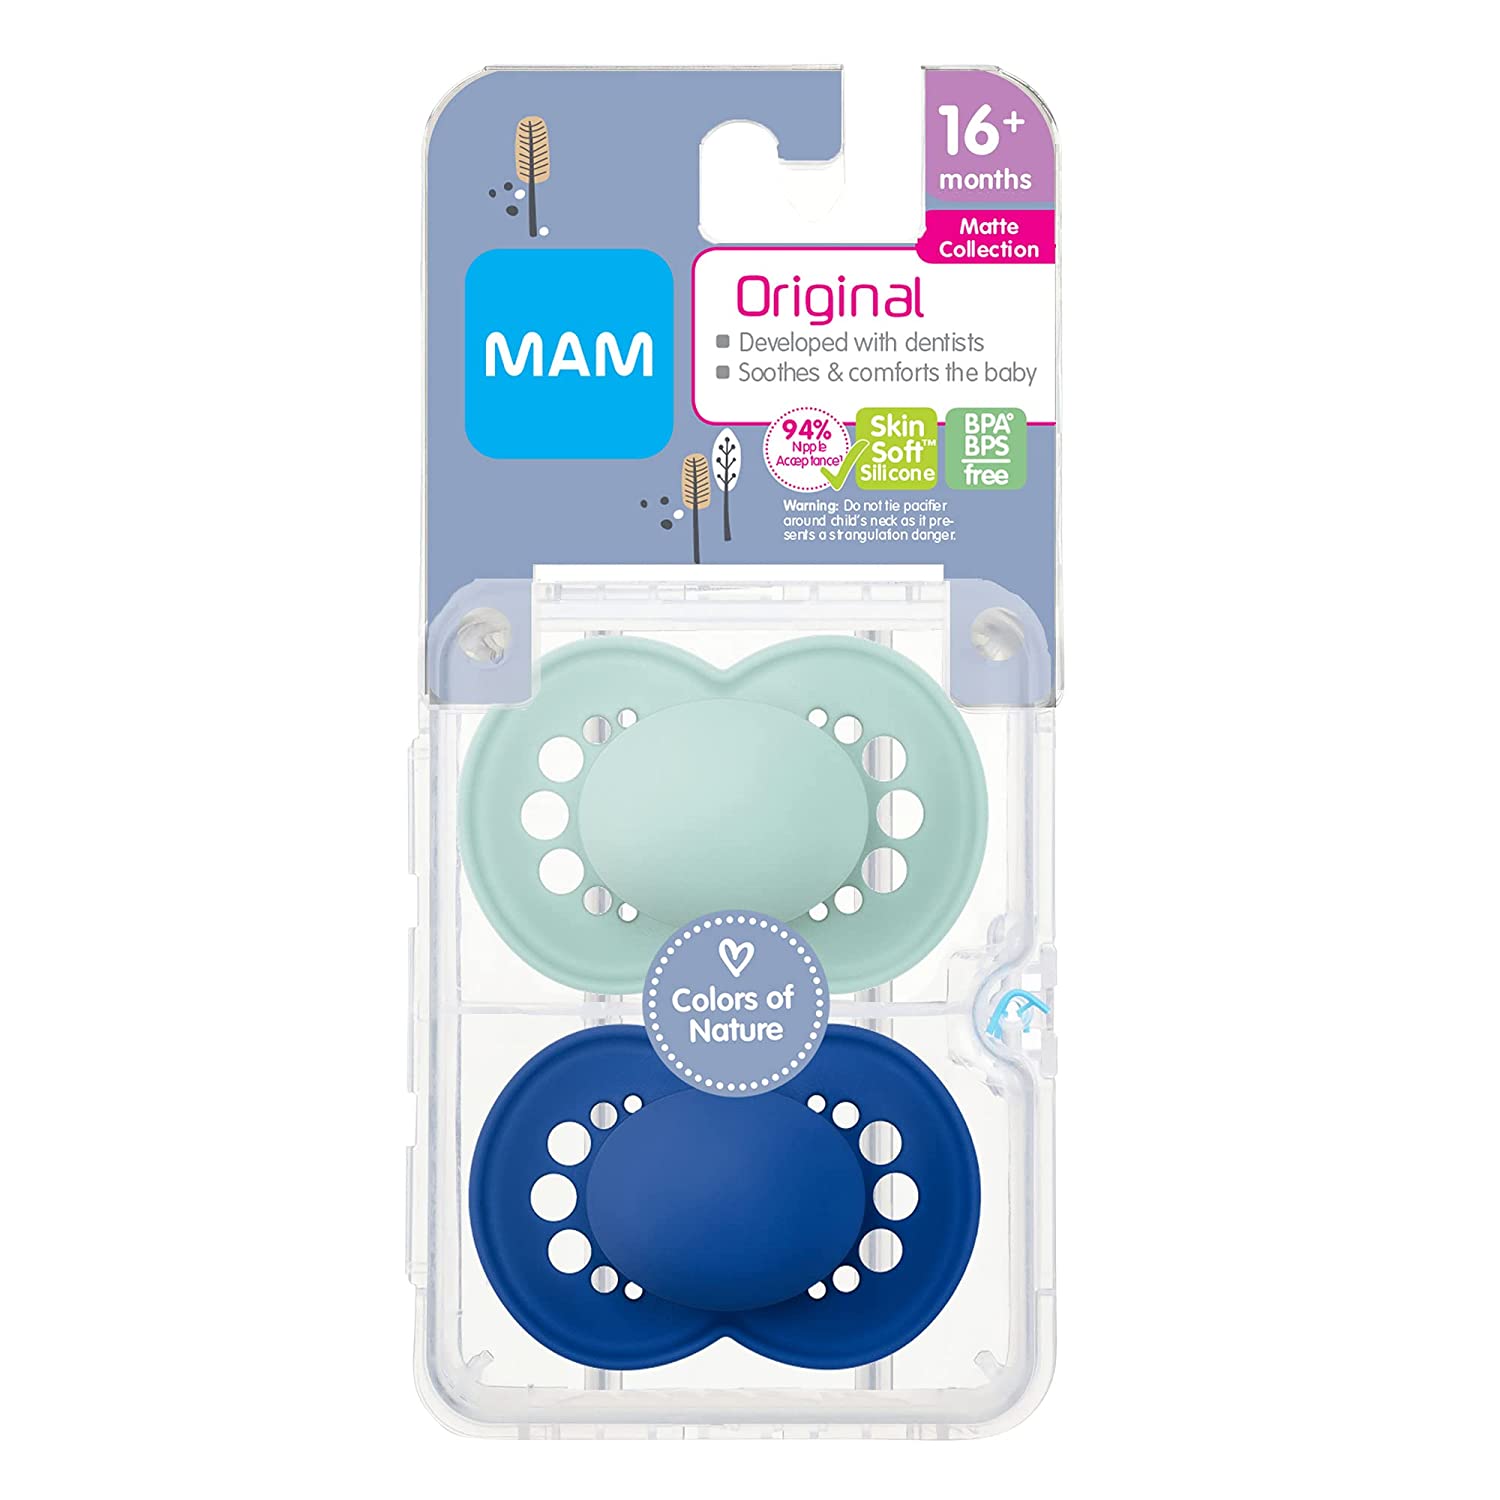 16+
months
Matte
Collection
MAM
Original
Developed with dentists
Soothes & comforts the baby
94%
Nipple
Acceptance¹
Skin
Soft™
Silicone
BPA°
BPS
free
Warning: Do not tie pacifier
around child's neck as it pre-
sents a strangulation danger.
Colors of
Nature